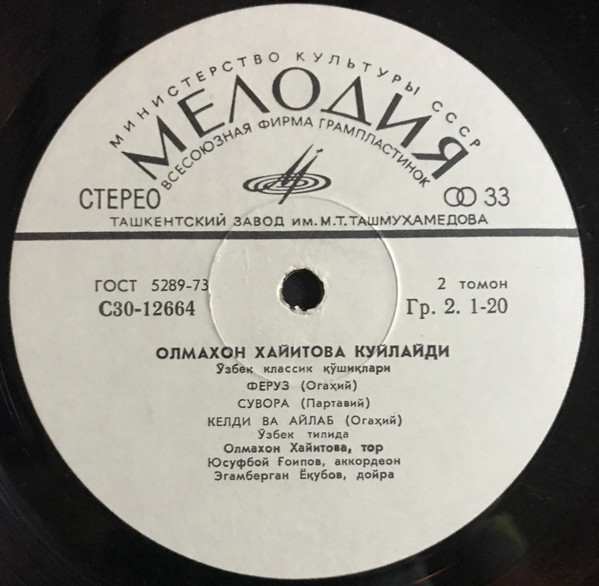 МИНИСТЕРСТВО КУЛЬТУРЫ СССР
МЕЛОДИЯ
ВСЕСОЮЗНАЯ ФИРМА ГРАМПЛАСТИНОК
СТЕРЕО
33
ТАШКЕНТСКИЙ ЗАВОД ИМ. М.Т. ТАШМУХАМЕДОВА
ГОСТ 5289-73
2 томон
С30-12664
Гр. 2. 1-20
ОЛМАХОН ХАЙИТОВА КУЙЛАЙДИ
Ўзбек классик қўшиқлари
ФЕРУЗ (Огаҳий)
СУВОРА (Партавий)
КЕЛДИ ВА АЙЛАБ (Огаҳий)
Ўзбек тилида
Олмахон Хайитова, тор
Юсуфбой Ғоипов, аккордеон
Эгамберган Ёқубов, дойра